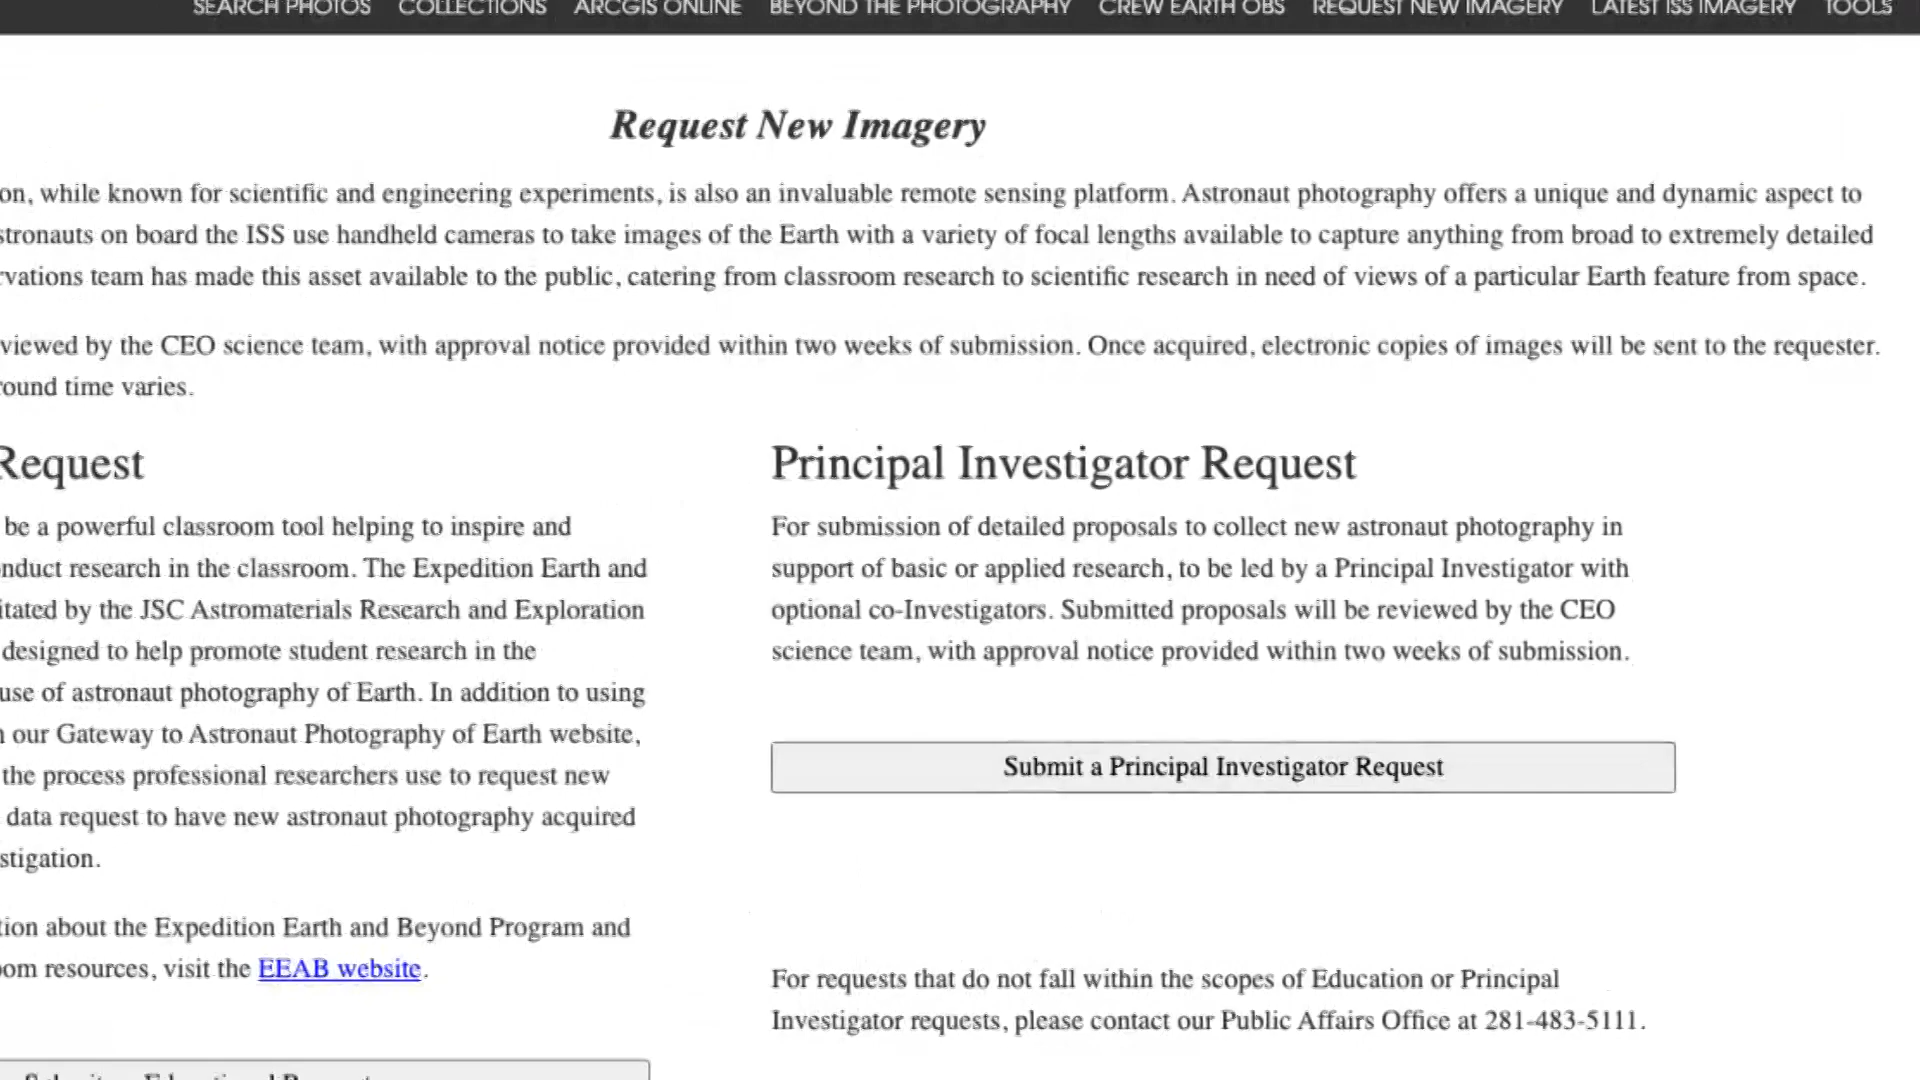 SEARCH PHOTOS COLLECTIONS ARCGIS ONLINE BEYOND THE PHOTOGRAPHY CREW EARTH OBS REQUEST NEW IMAGERY LATEST ISS IMAGERY TOOLS
Request New Imagery
on, while known for scientific and engineering experiments, is also an invaluable remote sensing platform. Astronaut photography offers a unique and dynamic aspect to
stronauts on board the ISS use handheld cameras to take images of the Earth with a variety of focal lengths available to capture anything from broad to extremely detailed
rvations team has made this asset available to the public, catering from classroom research to scientific research in need of views of a particular Earth feature from space.
viewed by the CEO science team, with approval notice provided within two weeks of submission. Once acquired, electronic copies of images will be sent to the requester.
round time varies.
Request
be a powerful classroom tool helping to inspire and
nduct research in the classroom. The Expedition Earth and
itated by the JSC Astromaterials Research and Exploration
designed to help promote student research in the
use of astronaut photography of Earth. In addition to using
our Gateway to Astronaut Photography of Earth website,
the process professional researchers use to request new
data request to have new astronaut photography acquired
stigation.
tion about the Expedition Earth and Beyond Program and
oom resources, visit the EEAB website.
Principal Investigator Request
For submission of detailed proposals to collect new astronaut photography in
support of basic or applied research, to be led by a Principal Investigator with
optional co-Investigators. Submitted proposals will be reviewed by the CEO
science team, with approval notice provided within two weeks of submission.
Submit a Principal Investigator Request
For requests that do not fall within the scopes of Education or Principal
Investigator requests, please contact our Public Affairs Office at 281-483-5111.